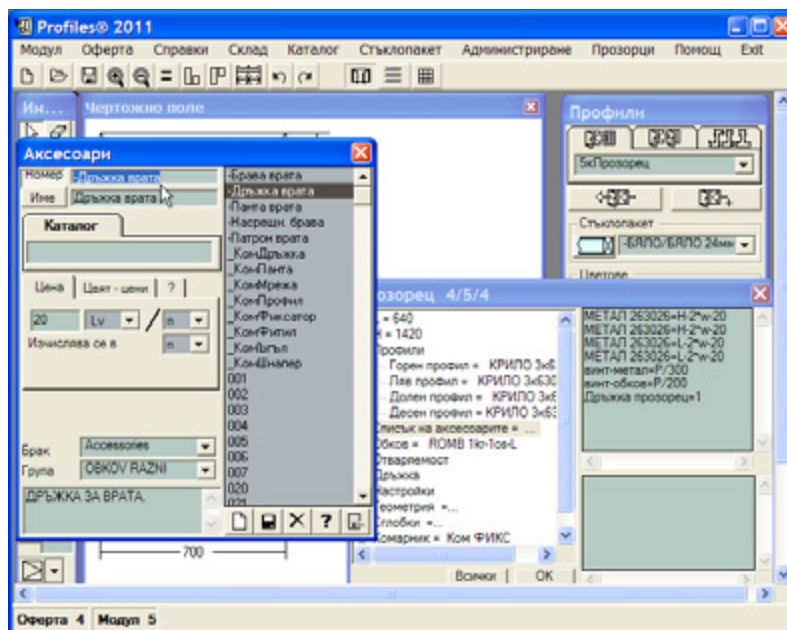 Profiles® 2011
Модул Оферта Справки Склад Каталог Стъклопакет Администриране Прозорци Помощ Exit
Ин...
Чертожно поле
Профили
5кПрозорец
Стъклопакет
-БЯЛО/БЯЛО 24мм
Цветове
Аксесоари
Номер -Дръжка врата
Име Дръжка врата
Каталог
Цена Цвят - цени ?
20 Lv / п
Изчислява се в п
Брак Accessories
Група OBKOV RAZNI
ДРЪЖКА ЗА ВРАТА.
-Брава врата
-Дръжка врата
-Панта врата
-Насрещн. брава
-Патрон врата
_КомДръжка
_КомПанта
_КомМрежа
_КомПрофил
_КомФиксатор
_КомФитил
_КомЪгъл
_КомШнапер
001
002
003
004
005
006
007
020
021
озорец 4/5/4
L = 640
H = 1420
Профили
Горен профил = КРИЛО 3к6
Ляв профил = КРИЛО 3к630
Долен профил = КРИЛО 3к6
Десен профил = КРИЛО 3к63
Списък на аксесоарите = ...
Обков = ROMB 1kr-1os-L
Отваряемост
Дръжка
Настройки
Геометрия =...
Сглобки =...
Комарник = Ком ФИКС
Всички OK
МЕТАЛ 263026=H-2*w-20
МЕТАЛ 263026=H-2*w-20
МЕТАЛ 263026=L-2*w-20
МЕТАЛ 263026=L-2*w-20
винт-метал=P/300
винт-обков=P/200
Дръжка прозорец=1
700
Оферта 4 Модул 5